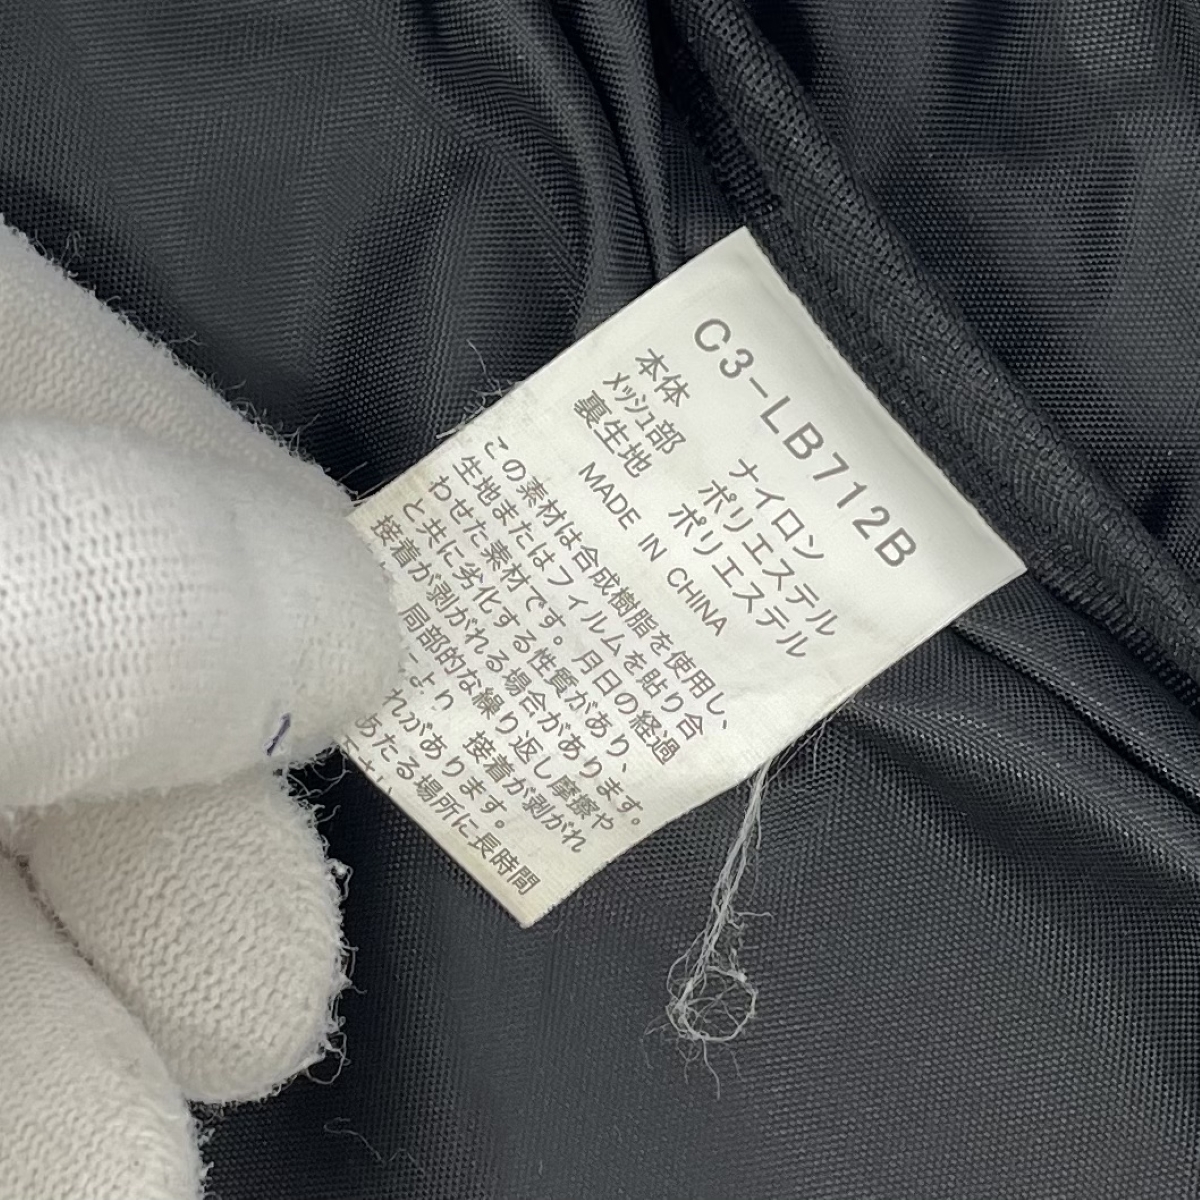 C3-LB712B
本体 ナイロン
メッシュ部 ポリエステル
裏生地 ポリエステル
MADE IN CHINA
この素材は合成樹脂を使用し、
生地またはフィルムを貼り合
わせた素材です。月日の経過
と共に劣化する性質があり、
接着が剥がれる場合があります。
局部的な繰り返し摩擦や
より 接着が剥がれ
れがあります。
あたる場所に長時間